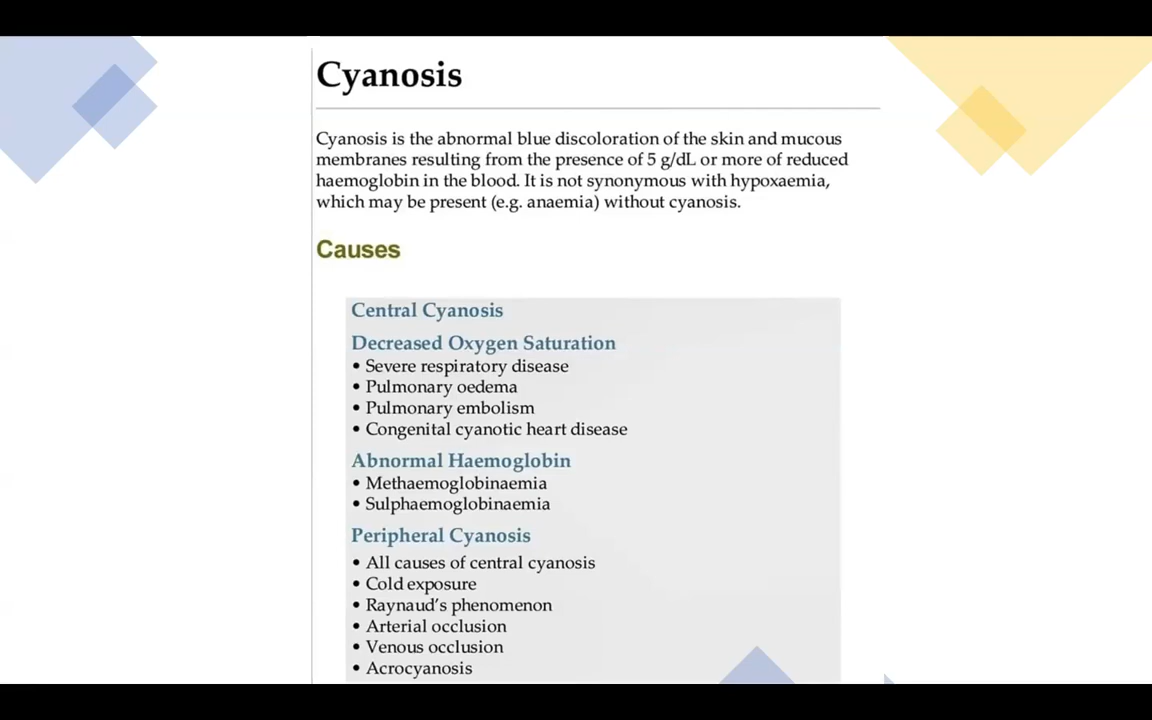 Cyanosis
Cyanosis is the abnormal blue discoloration of the skin and mucous
membranes resulting from the presence of 5 g/dL or more of reduced
haemoglobin in the blood. It is not synonymous with hypoxaemia,
which may be present (e.g. anaemia) without cyanosis.
Causes
Central Cyanosis
Decreased Oxygen Saturation
• Severe respiratory disease
• Pulmonary oedema
• Pulmonary embolism
• Congenital cyanotic heart disease
Abnormal Haemoglobin
• Methaemoglobinaemia
• Sulphaemoglobinaemia
Peripheral Cyanosis
• All causes of central cyanosis
• Cold exposure
• Raynaud's phenomenon
• Arterial occlusion
• Venous occlusion
• Acrocyanosis